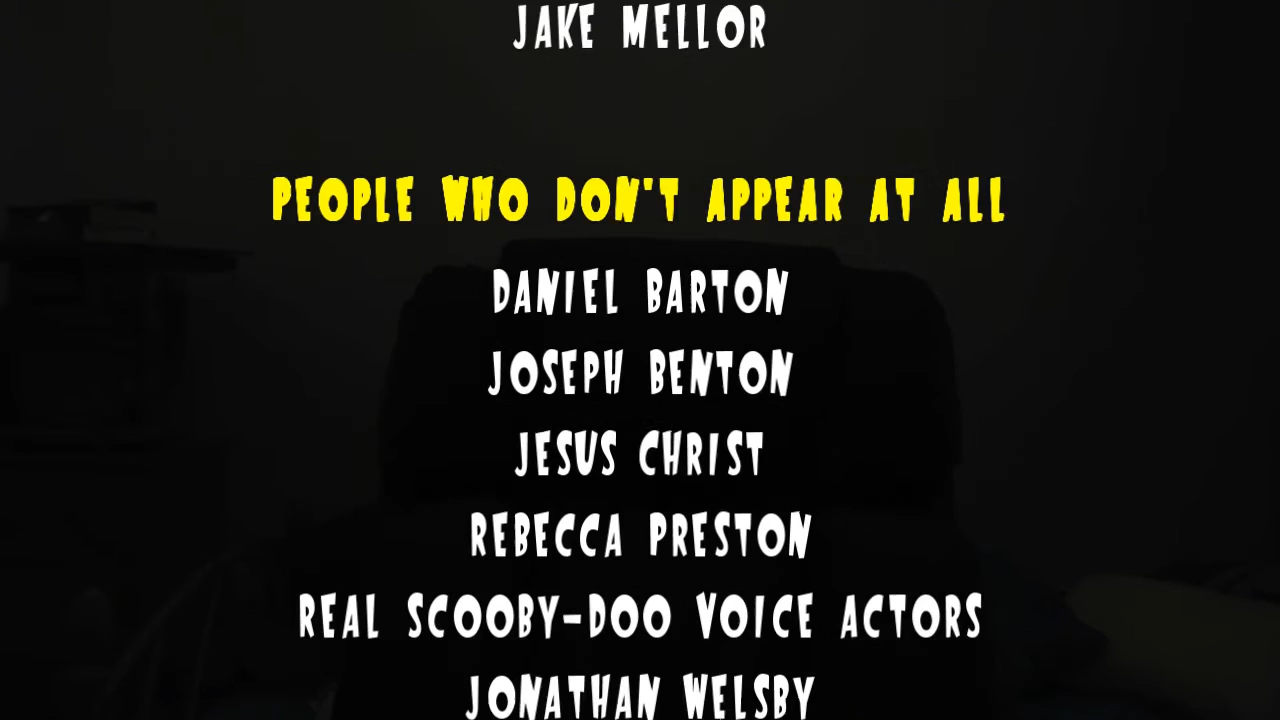 JAKE MELLOR
PEOPLE WHO DON'T APPEAR AT ALL
DANIEL BARTON
JOSEPH BENTON
JESUS CHRIST
REBECCA PRESTON
REAL SCOOBY-DOO VOICE ACTORS
JONATHAN WELSBY